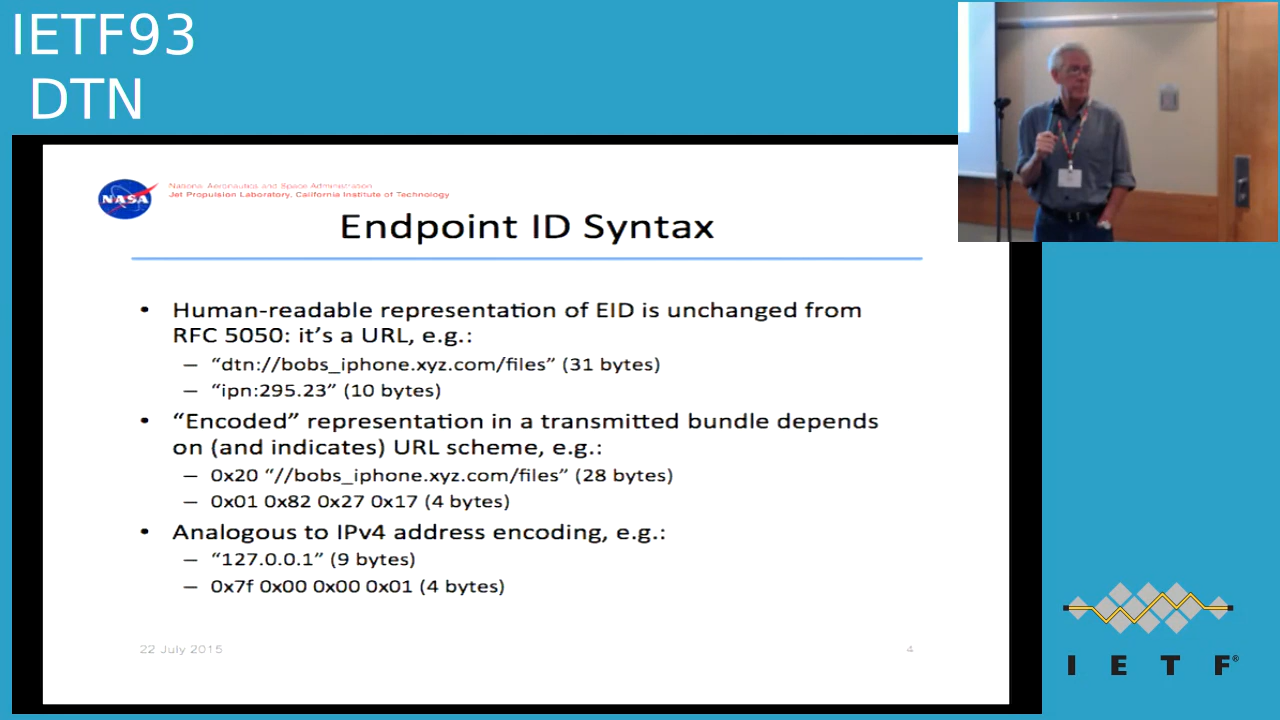 IETF93
DTN
NASA
National Aeronautics and Space Administration
Jet Propulsion Laboratory, California Institute of Technology
Endpoint ID Syntax
• Human-readable representation of EID is unchanged from
RFC 5050: it's a URL, e.g.:
– “dtn://bobs_iphone.xyz.com/files” (31 bytes)
– “ipn:295.23” (10 bytes)
• “Encoded” representation in a transmitted bundle depends
on (and indicates) URL scheme, e.g.:
– 0x20 “//bobs_iphone.xyz.com/files” (28 bytes)
– 0x01 0x82 0x27 0x17 (4 bytes)
• Analogous to IPv4 address encoding, e.g.:
– “127.0.0.1” (9 bytes)
– 0x7f 0x00 0x00 0x01 (4 bytes)
22 July 2015
4
I E T F®